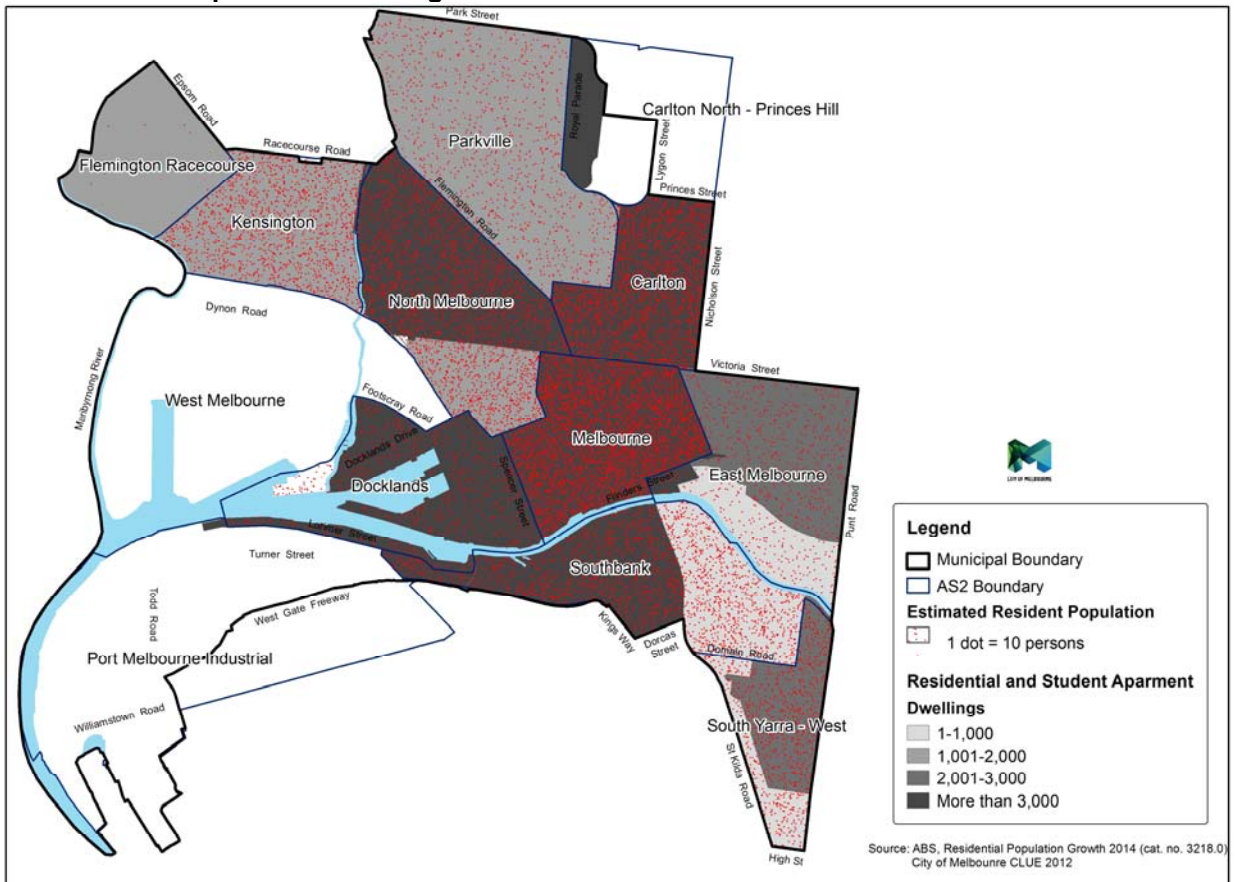 Park Street
Epsom Road
Royal Parade
Carlton North - Princes Hill
Parkville
Lygon Street
Racecourse Road
Flemington Racecourse
Princes Street
Flemington Road
Kensington
Carlton
Nicholson Street
North Melbourne
Dynon Road
Maribyrnong River
Victoria Street
Footscray Road
West Melbourne
Docklands Drive
Melbourne
Spencer Street
East Melbourne
Docklands
Flinders Street
Punt Road
CITY OF MELBOURNE
Lorimer Street
Turner Street
Southbank
Todd Road
West Gate Freeway
Kings Way
Dorcas Street
Domain Road
Port Melbourne Industrial
Williamstown Road
South Yarra - West
St Kilda Road
High St
Legend
Municipal Boundary
AS2 Boundary
Estimated Resident Population
1 dot = 10 persons
Residential and Student Aparment
Dwellings
1-1,000
1,001-2,000
2,001-3,000
More than 3,000
Source: ABS, Residential Population Growth 2014 (cat. no. 3218.0)
City of Melbounre CLUE 2012